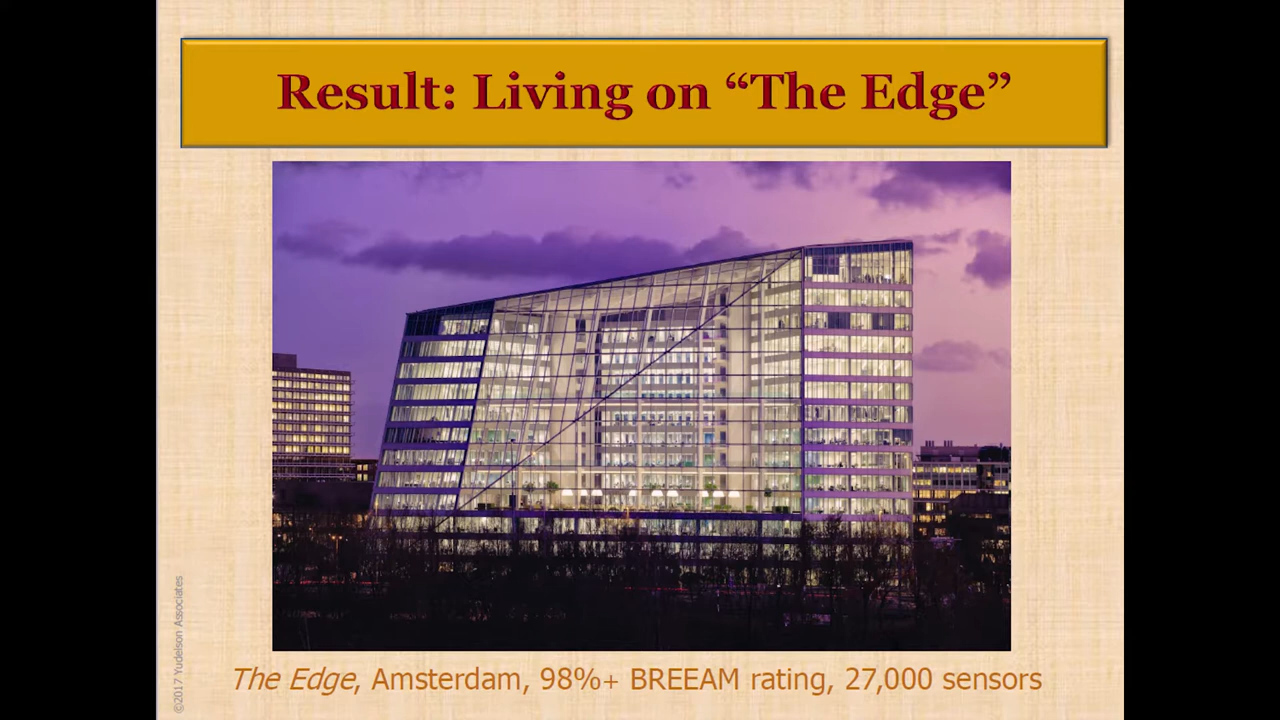 Result: Living on “The Edge”
The Edge, Amsterdam, 98%+ BREEAM rating, 27,000 sensors
©2017 Yudelson Associates